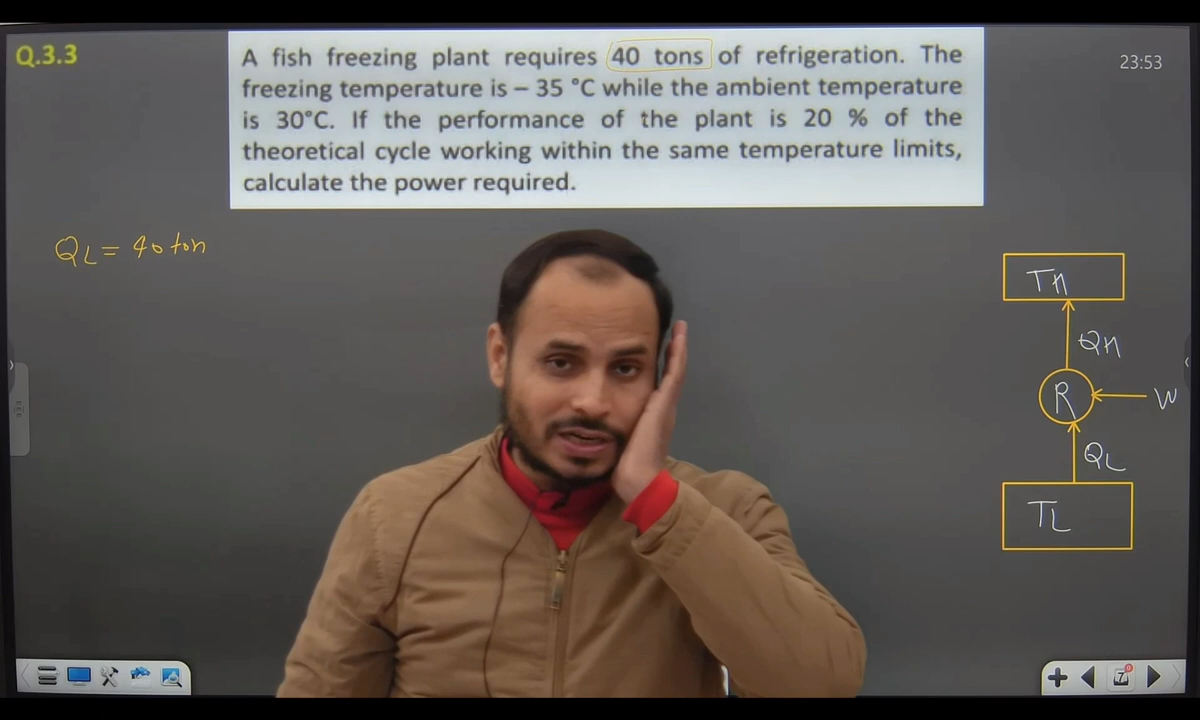 Q.3.3
A fish freezing plant requires 40 tons of refrigeration. The
freezing temperature is – 35 °C while the ambient temperature
is 30°C. If the performance of the plant is 20 % of the
theoretical cycle working within the same temperature limits,
calculate the power required.
23:53
QL = 40 ton
TH
QH
R
W
QL
TL
7
0